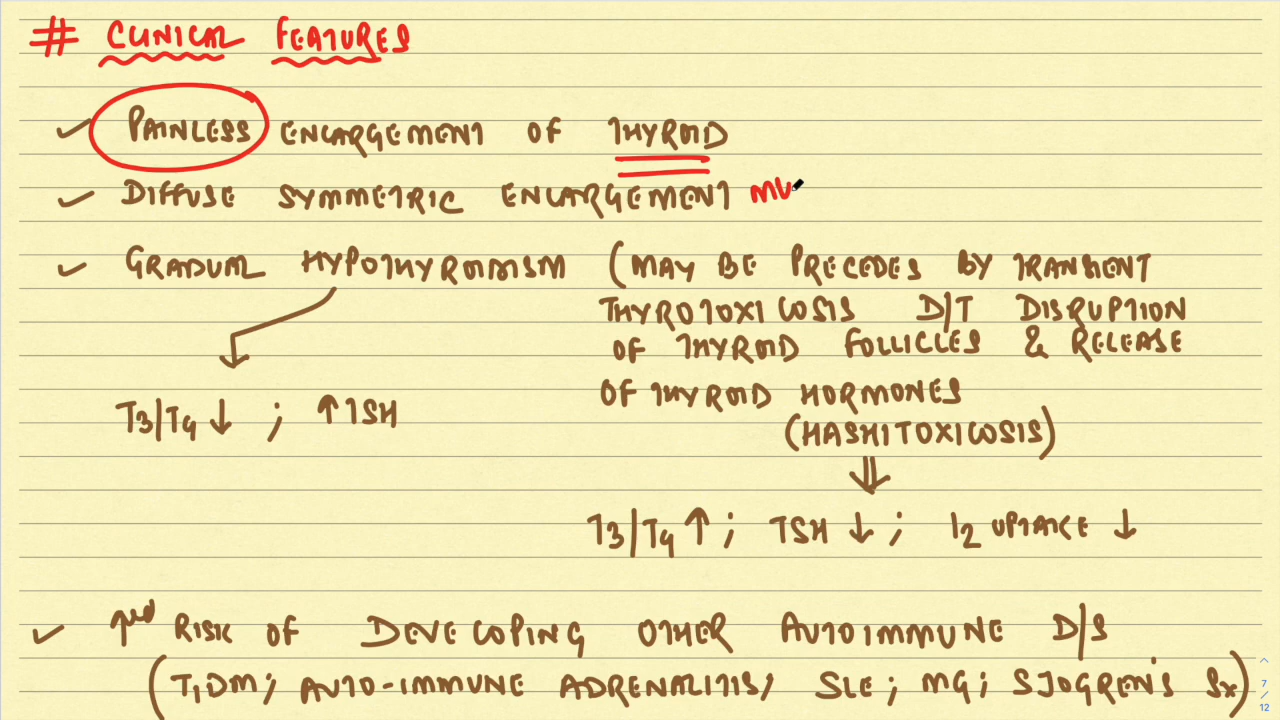 # CLINICAL FEATURES
✓ PAINLESS ENLARGEMENT OF THYROID
✓ DIFFUSE SYMMETRIC ENLARGEMENT MU
✓ GRADUAL HYPOTHYROIDISM (MAY BE PRECEDES BY TRANSIENT
THYROTOXICOSIS D/T DISRUPTION
OF THYROID FOLLICLES & RELEASE
OF THYROID HORMONES
(HASHITOXICOSIS)
T3/T4 ↓ ; ↑ TSH
⇓
T3/T4 ↑ ; TSH ↓ ; I2 UPTAKE ↓
✓ ↑ed RISK OF DEVELOPING OTHER AUTOIMMUNE D/S
(T1DM; AUTO-IMMUNE ADRENALITIS; SLE; MG; SJOGREN'S Sx)
7
/
12